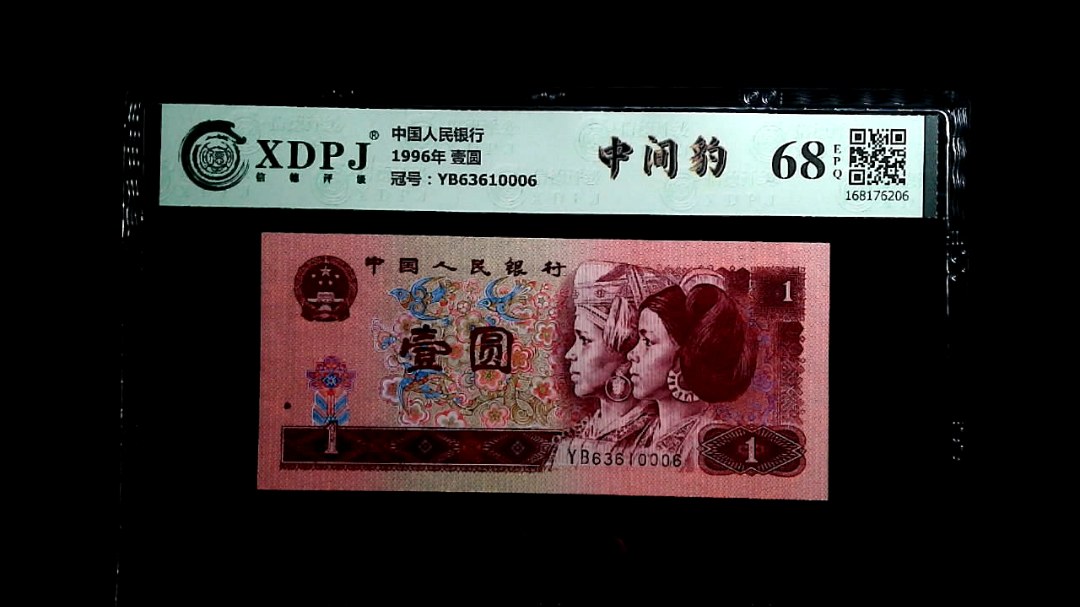 XDPJ®
信德评级
中国人民银行
1996年 壹圆
冠号：YB63610006
中间豹
68
EPQ
168176206
中国人民银行
1
壹圆
1
YB63610006
1